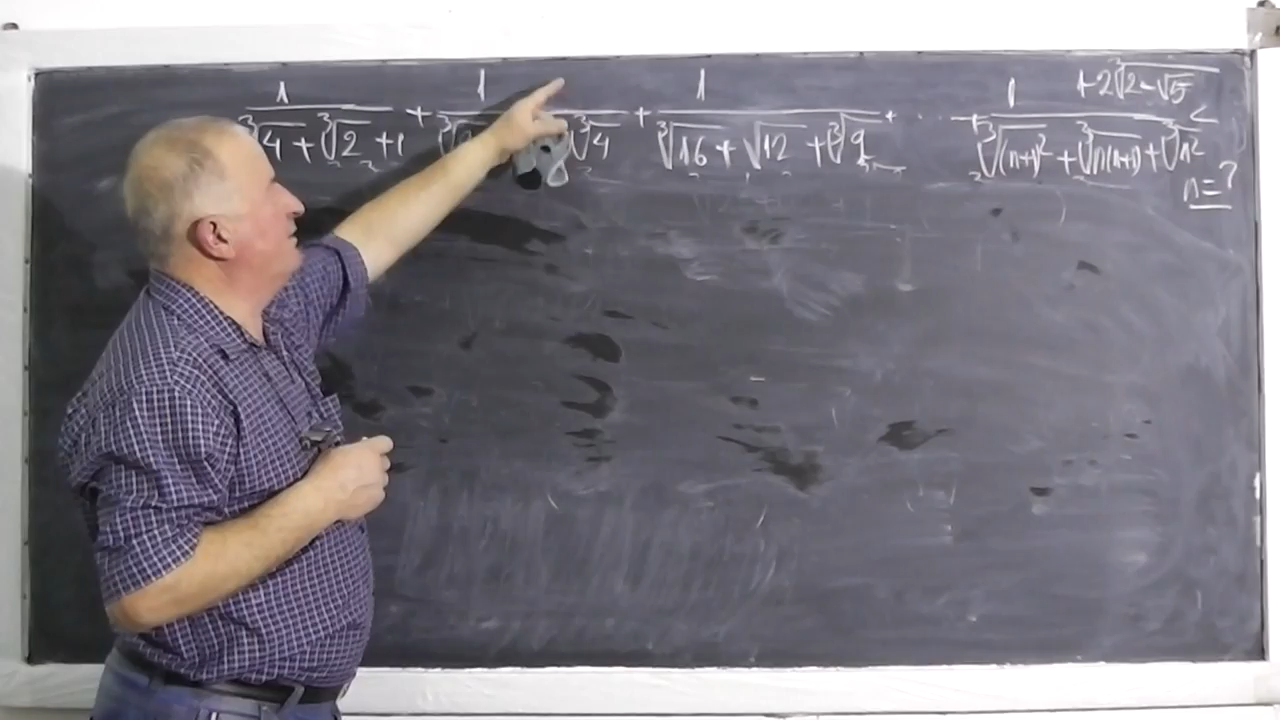 1/(∛4 + ∛2 + 1) + 1/(∛ ∛4) + 1/(∛16 + √12 + ∛9) + ... + 1/(∛(n+1)² + ∛n(n+1) + ∛n²) < 1+2∛2-√5
n=?